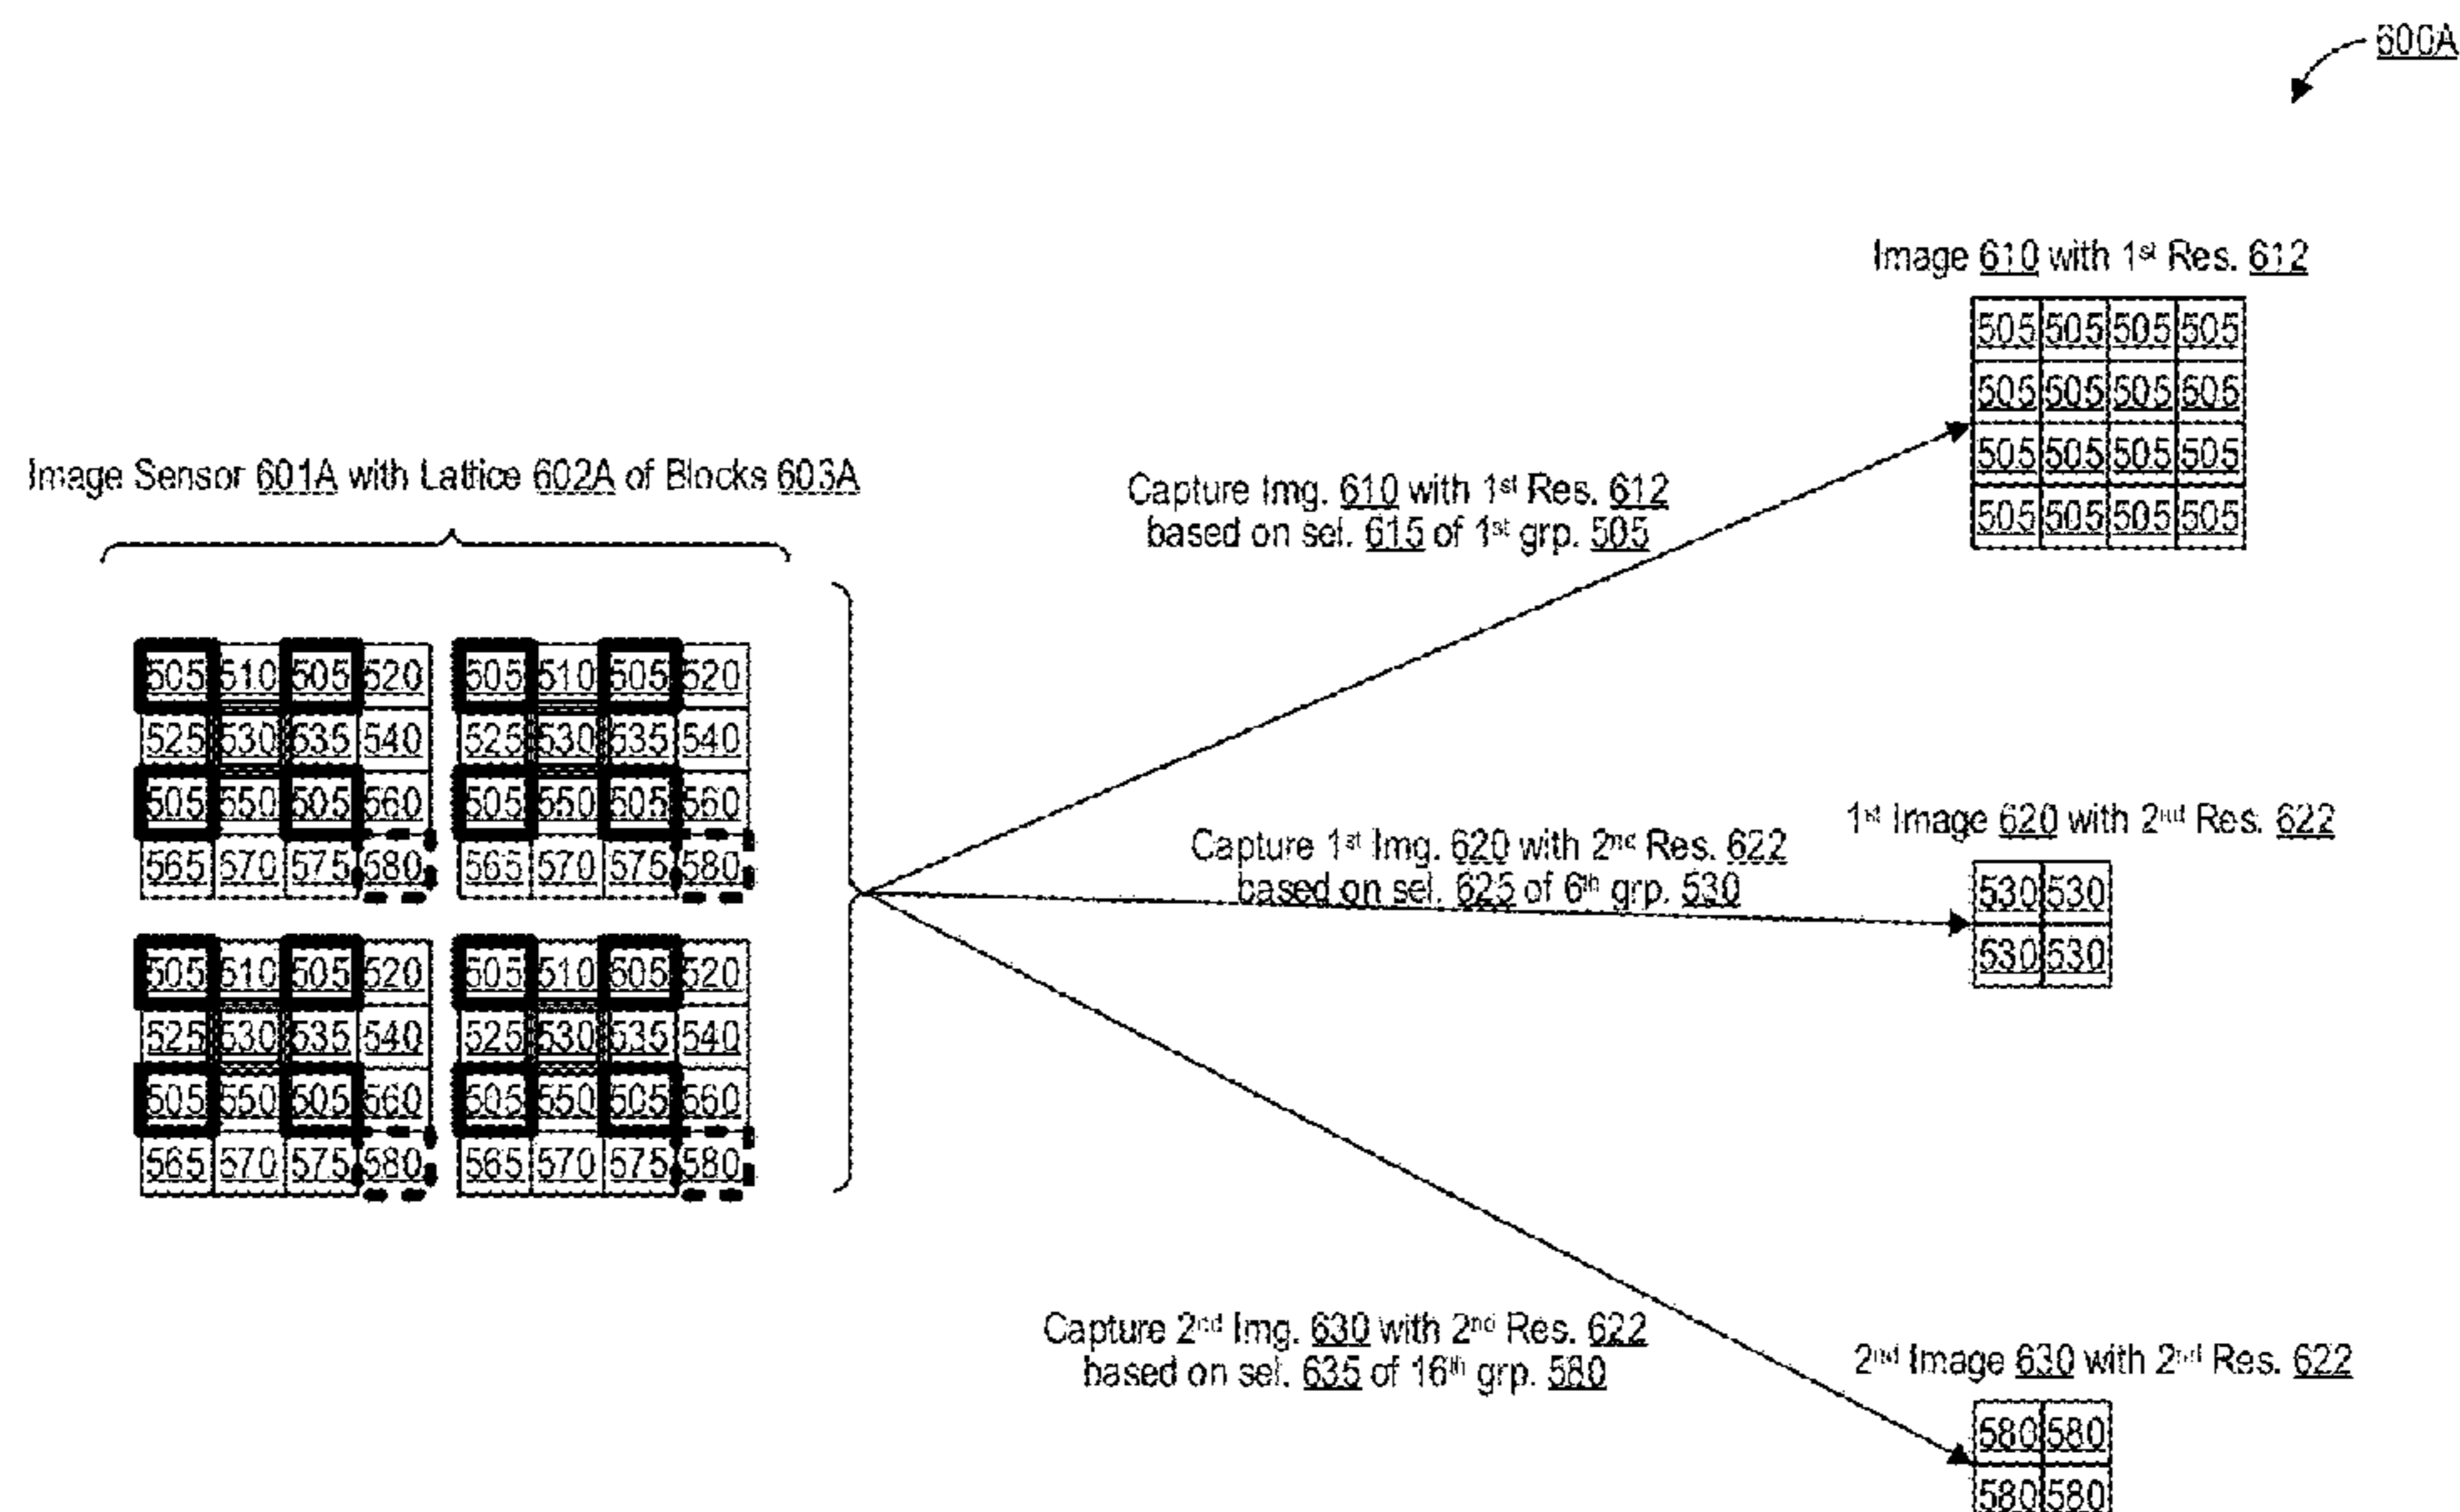 600A
Image 610 with 1st Res. 612
505 505 505 505
505 505 505 505
505 505 505 505
505 505 505 505
Image Sensor 601A with Lattice 602A of Blocks 603A
Capture Img. 610 with 1st Res. 612
based on sel. 615 of 1st grp. 505
505 510 505 520 505 510 505 520
525 530 535 540 525 530 535 540
505 550 505 560 505 550 505 560
565 570 575 580 565 570 575 580
505 510 505 520 505 510 505 520
525 530 535 540 525 530 535 540
505 550 505 560 505 550 505 560
565 570 575 580 565 570 575 580
Capture 1st Img. 620 with 2nd Res. 622
based on sel. 625 of 6th grp. 530
1st Image 620 with 2nd Res. 622
530 530
530 530
Capture 2nd Img. 630 with 2nd Res. 622
based on sel. 635 of 16th grp. 580
2nd Image 630 with 2nd Res. 622
580 580
580 580